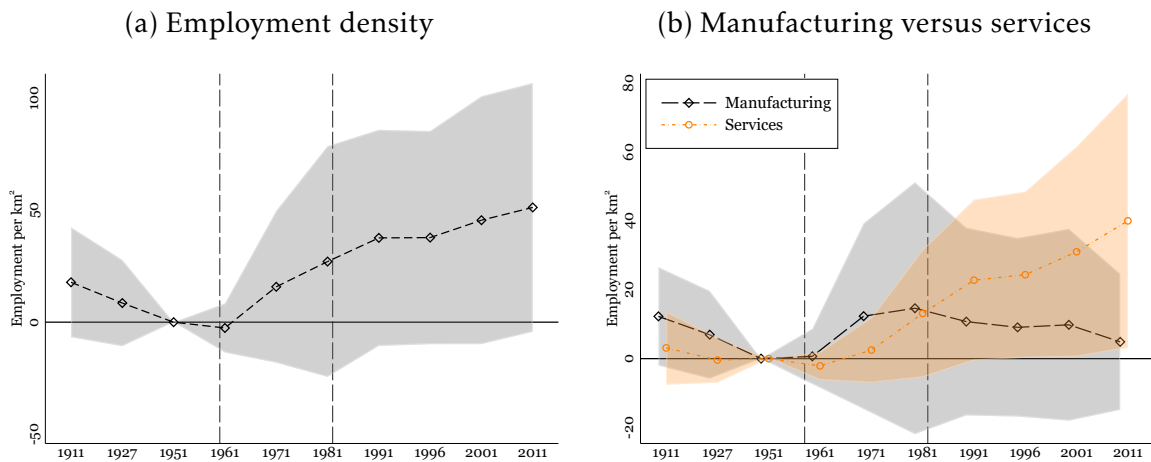 (a) Employment density
Employment per km²
100
50
0
-50
1911 1927 1951 1961 1971 1981 1991 1996 2001 2011
(b) Manufacturing versus services
Employment per km²
80
60
40
20
0
-20
Manufacturing
Services
1911 1927 1951 1961 1971 1981 1991 1996 2001 2011